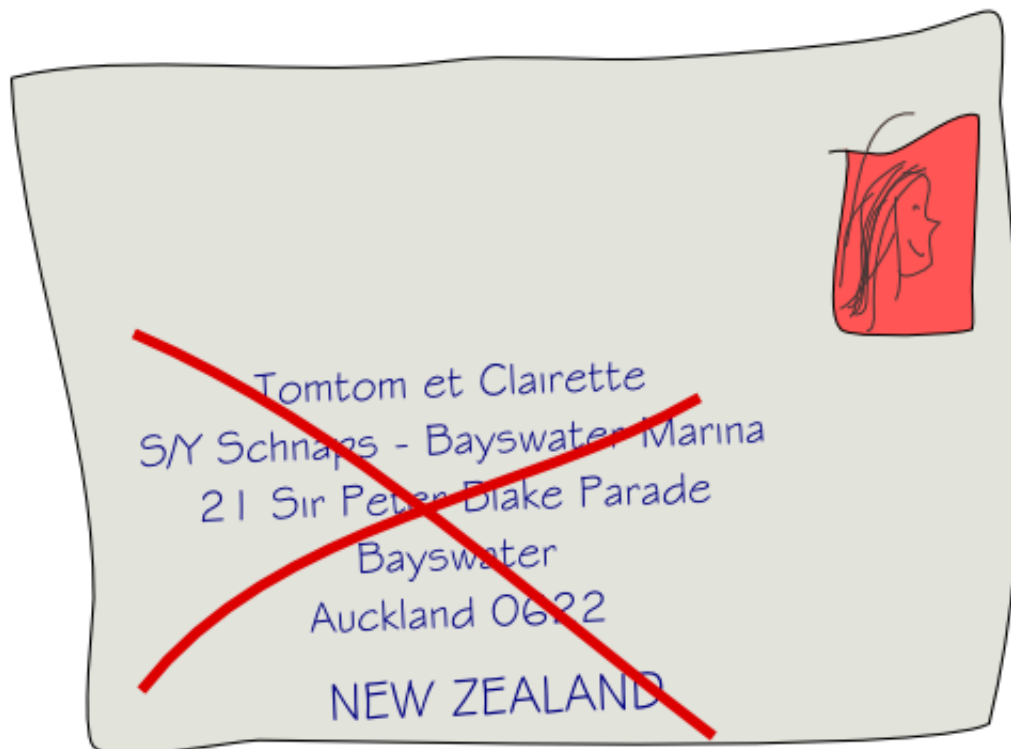 Tomtom et Clairette
S/Y Schnaps - Bayswater Marina
21 Sir Peter Blake Parade
Bayswater
Auckland 0622
NEW ZEALAND